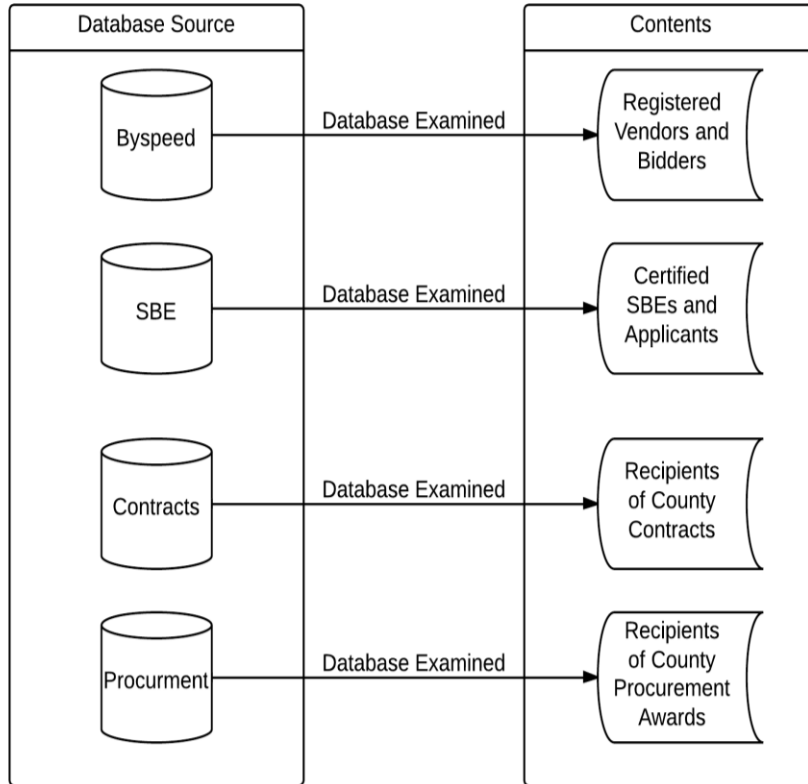 Database Source
Contents
Byspeed
Database Examined
Registered
Vendors and
Bidders
SBE
Database Examined
Certified
SBEs and
Applicants
Contracts
Database Examined
Recipients
of County
Contracts
Procurment
Database Examined
Recipients
of County
Procurement
Awards